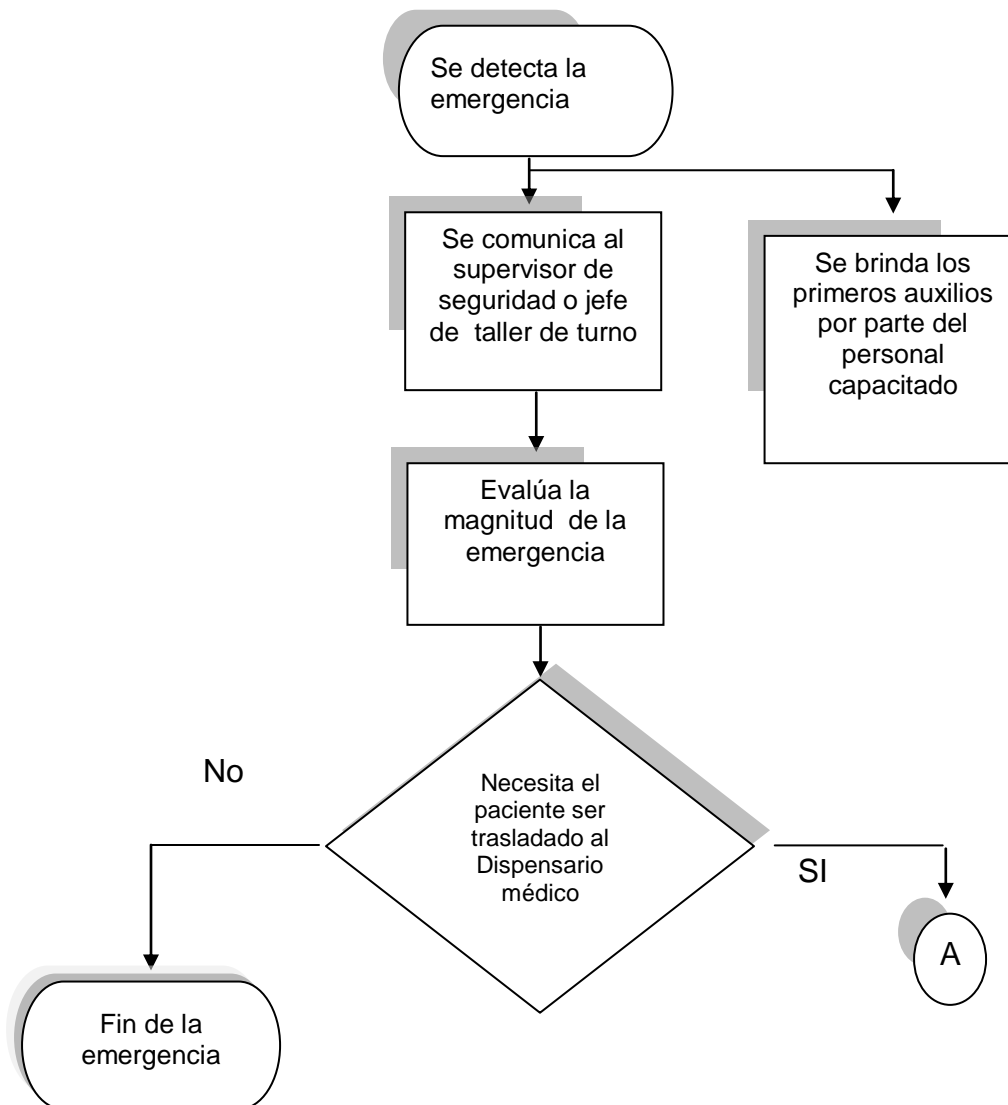 Se detecta la
emergencia
Se comunica al
supervisor de
seguridad o jefe
de taller de turno
Se brinda los
primeros auxilios
por parte del
personal
capacitado
Evalúa la
magnitud de la
emergencia
No
Necesita el
paciente ser
trasladado al
Dispensario
médico
SI
A
Fin de la
emergencia